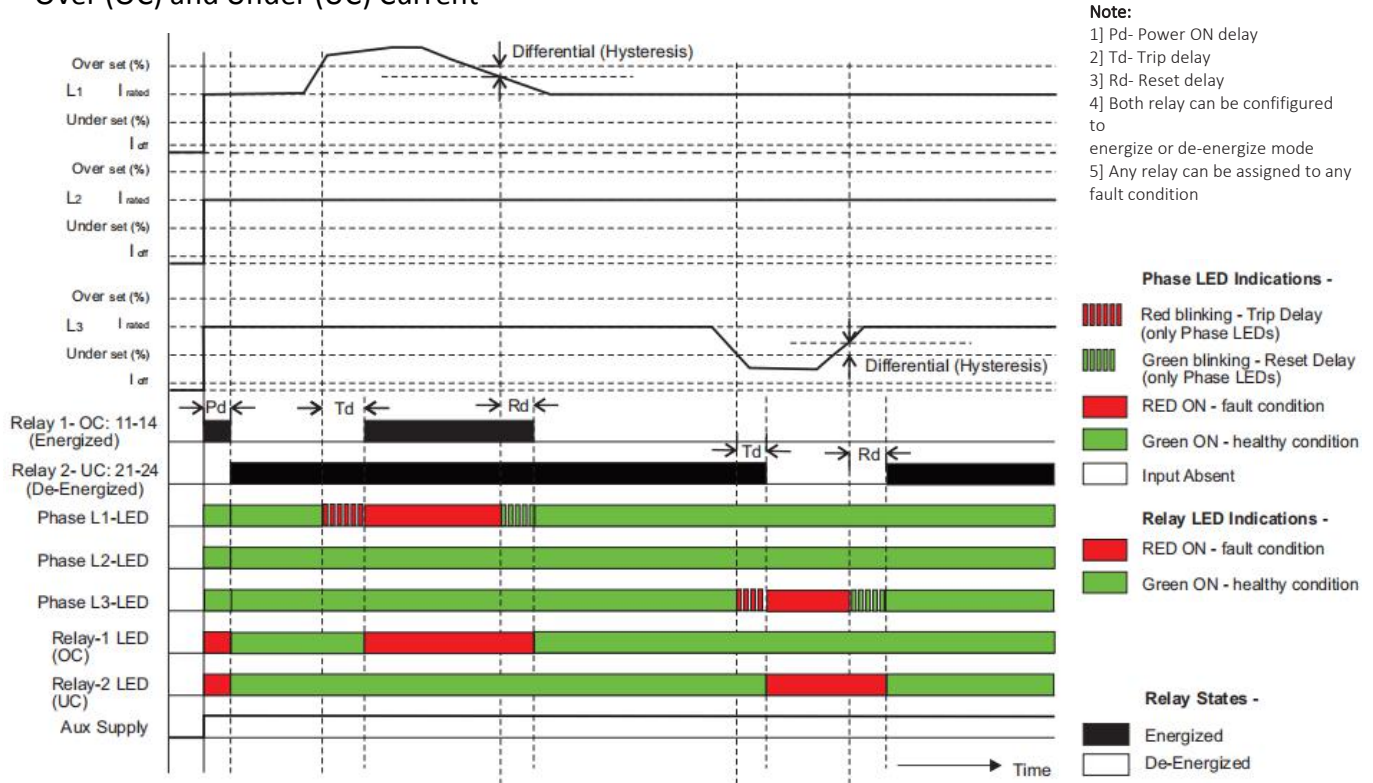 Over (OC) and Under (UC) Current
Note:
1] Pd- Power ON delay
2] Td- Trip delay
3] Rd- Reset delay
4] Both relay can be confifigured
to
energize or de-energize mode
5] Any relay can be assigned to any
fault condition
Differential (Hysteresis)
Over set (%)
L1 I rated
Under set (%)
I off
Over set (%)
L2 I rated
Under set (%)
I off
Over set (%)
L3 I rated
Under set (%)
I off
Differential (Hysteresis)
Pd Td Rd
Relay 1- OC: 11-14
(Energized)
Td Rd
Relay 2- UC: 21-24
(De-Energized)
Phase L1-LED
Phase L2-LED
Phase L3-LED
Relay-1 LED
(OC)
Relay-2 LED
(UC)
Aux Supply
Time
Phase LED Indications -
Red blinking - Trip Delay
(only Phase LEDs)
Green blinking - Reset Delay
(only Phase LEDs)
RED ON - fault condition
Green ON - healthy condition
Input Absent
Relay LED Indications -
RED ON - fault condition
Green ON - healthy condition
Relay States -
Energized
De-Energized